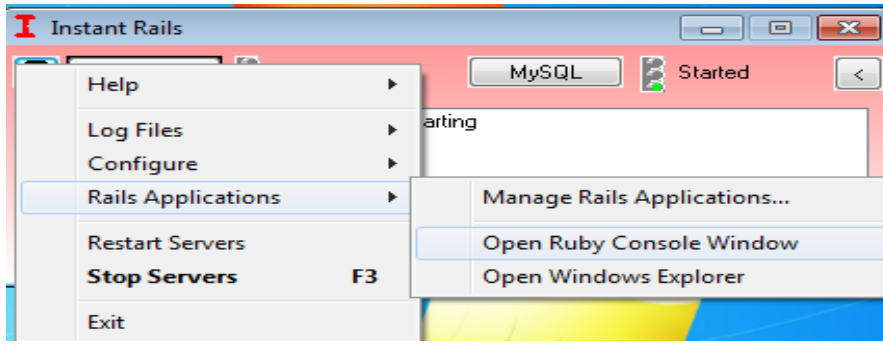 I Instant Rails
MySQL Started <
arting
Help
Log Files
Configure
Rails Applications
Manage Rails Applications...
Restart Servers
Open Ruby Console Window
Stop Servers F3
Open Windows Explorer
Exit